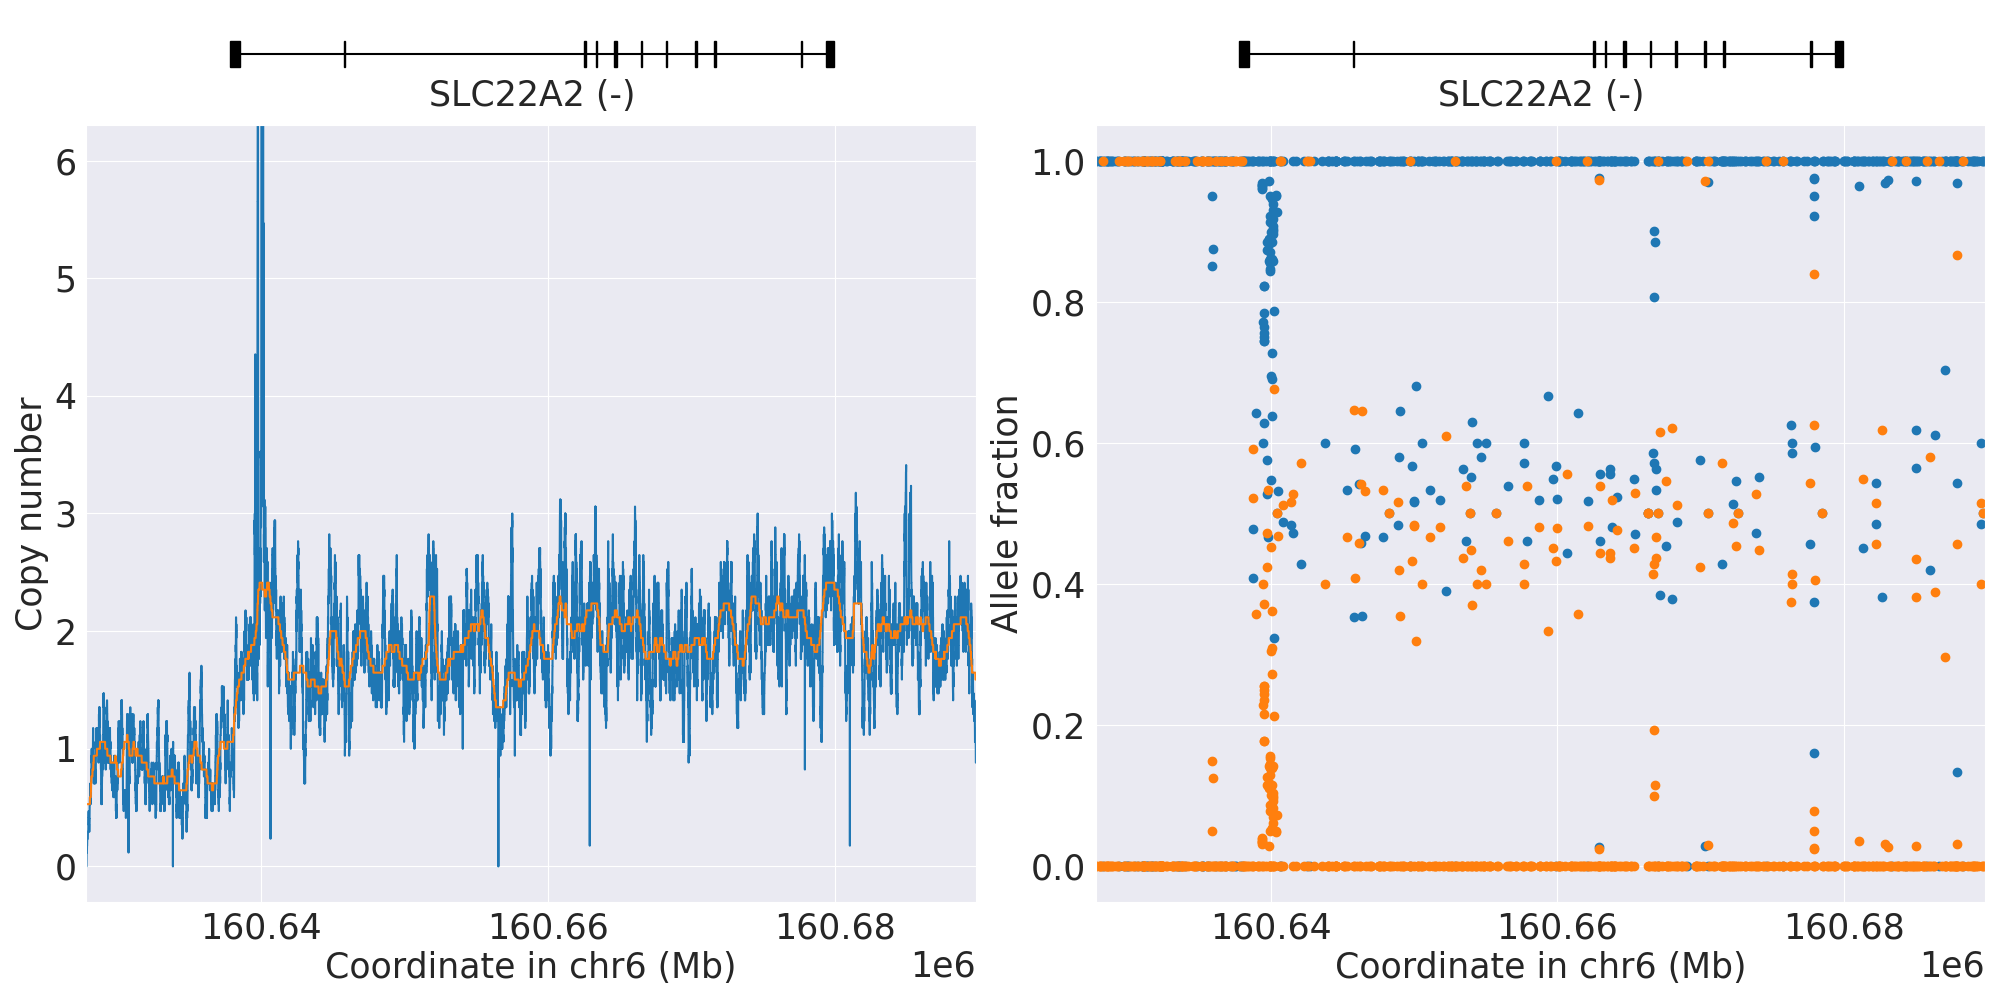 SLC22A2 (-)
6
5
4
3
2
1
0
Copy number
160.64
160.66
160.68
Coordinate in chr6 (Mb)
1e6
SLC22A2 (-)
1.0
0.8
0.6
0.4
0.2
0.0
Allele fraction
160.64
160.66
160.68
Coordinate in chr6 (Mb)
1e6